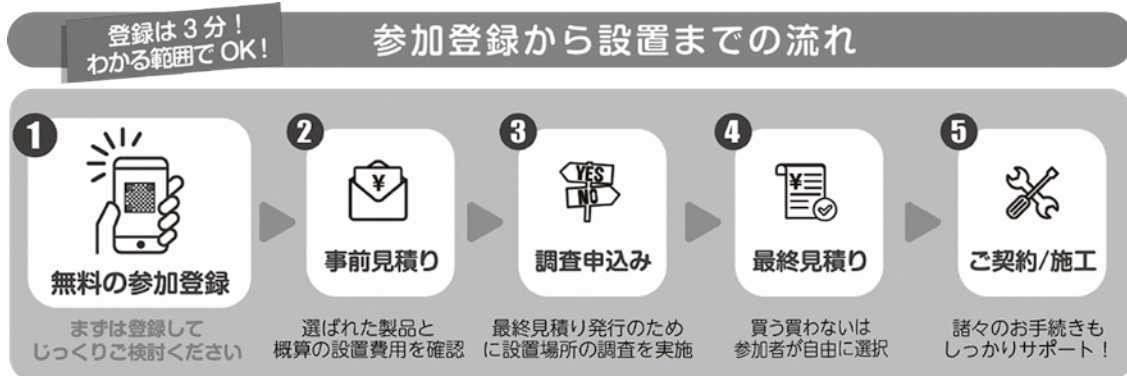 登録は3分！
わかる範囲でOK！
参加登録から設置までの流れ
1
無料の参加登録
まずは登録して
じっくりご検討ください
2
¥
事前見積り
選ばれた製品と
概算の設置費用を確認
3
YES
NO
調査申込み
最終見積り発行のため
に設置場所の調査を実施
4
¥
最終見積り
買う買わないは
参加者が自由に選択
5
ご契約/施工
諸々のお手続きも
しっかりサポート！